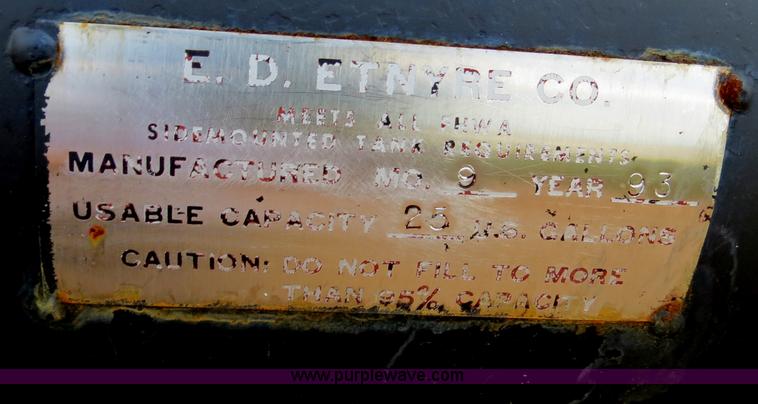 E. D. ETNYRE CO.
MEETS ALL FHWA
SIDEMOUNTED TANK REQUIREMENTS
MANUFACTURED MO. 9 YEAR 93
USABLE CAPACITY 25 U.S. GALLONS
CAUTION: DO NOT FILL TO MORE
THAN 95% CAPACITY
www.purplewave.com